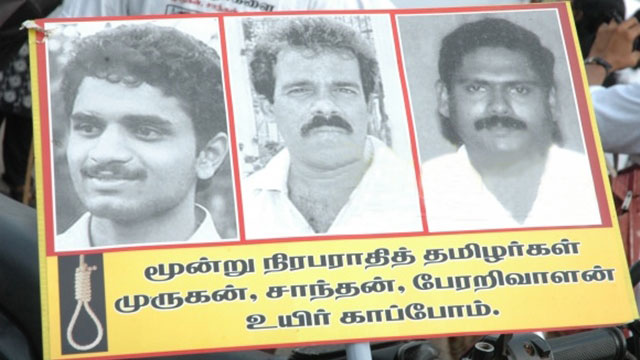 மூன்று நிரபராதித் தமிழர்கள்
முருகன், சாந்தன், பேரறிவாளன்
உயிர் காப்போம்.